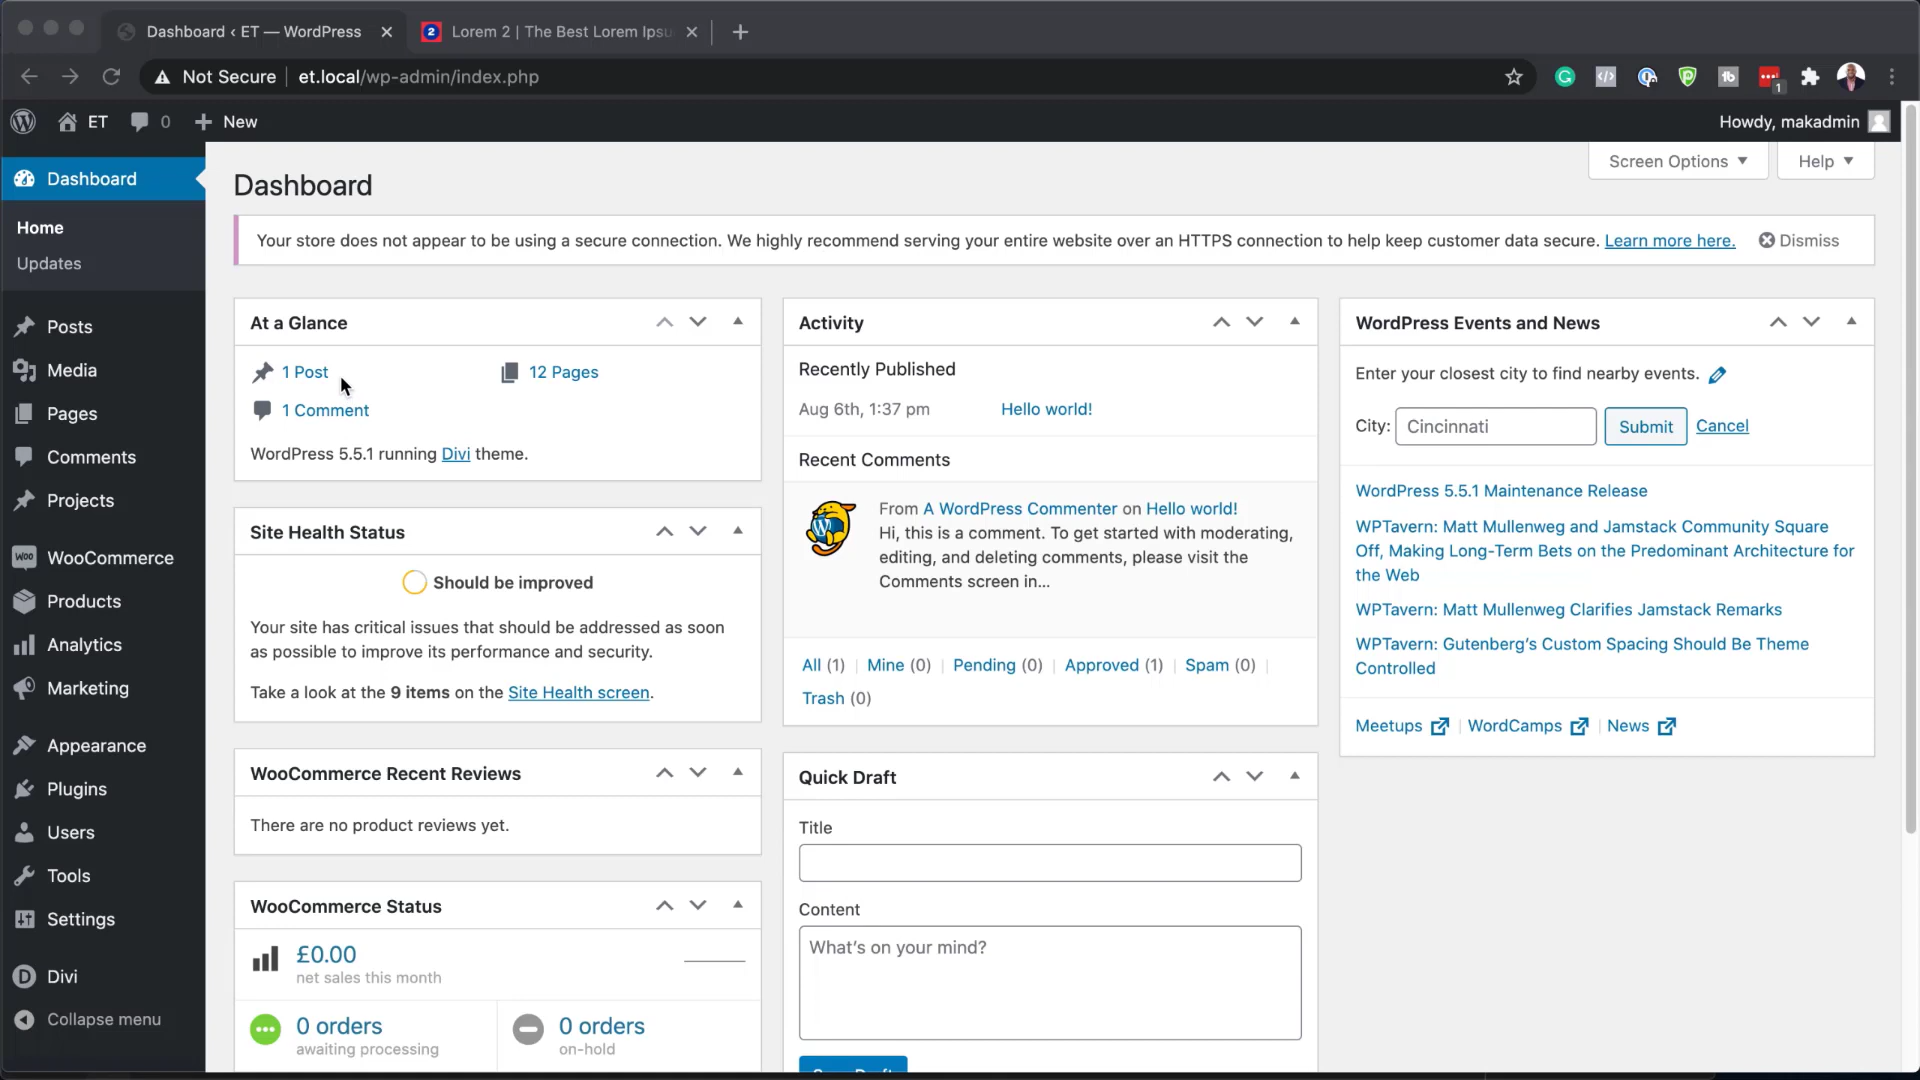 Dashboard ‹ ET — WordPress
2 Lorem 2 | The Best Lorem Ipsu
Not Secure et.local/wp-admin/index.php
1
ET 0 New
Howdy, makadmin
Dashboard
Home
Updates
Posts
Media
Pages
Comments
Projects
WooCommerce
Products
Analytics
Marketing
Appearance
Plugins
Users
Tools
Settings
Divi
Collapse menu
Screen Options
Help
Dashboard
Your store does not appear to be using a secure connection. We highly recommend serving your entire website over an HTTPS connection to help keep customer data secure. Learn more here. Dismiss
At a Glance
1 Post
12 Pages
1 Comment
WordPress 5.5.1 running Divi theme.
Site Health Status
Should be improved
Your site has critical issues that should be addressed as soon
as possible to improve its performance and security.
Take a look at the 9 items on the Site Health screen.
WooCommerce Recent Reviews
There are no product reviews yet.
WooCommerce Status
£0.00
net sales this month
0 orders
awaiting processing
0 orders
on-hold
Activity
Recently Published
Aug 6th, 1:37 pm Hello world!
Recent Comments
From A WordPress Commenter on Hello world!
Hi, this is a comment. To get started with moderating,
editing, and deleting comments, please visit the
Comments screen in…
All (1) | Mine (0) | Pending (0) | Approved (1) | Spam (0) |
Trash (0)
Quick Draft
Title
Content
What's on your mind?
WordPress Events and News
Enter your closest city to find nearby events.
City: Cincinnati Submit Cancel
WordPress 5.5.1 Maintenance Release
WPTavern: Matt Mullenweg and Jamstack Community Square
Off, Making Long-Term Bets on the Predominant Architecture for
the Web
WPTavern: Matt Mullenweg Clarifies Jamstack Remarks
WPTavern: Gutenberg's Custom Spacing Should Be Theme
Controlled
Meetups | WordCamps | News